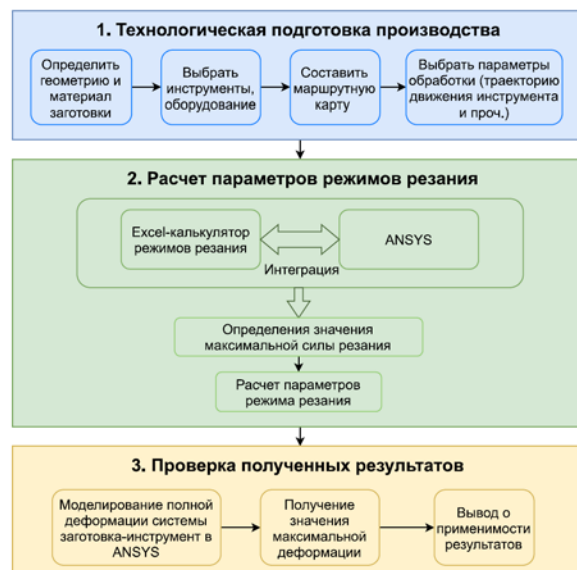 1. Технологическая подготовка производства
Определить
геометрию и
материал
заготовки
Выбрать
инструменты,
оборудование
Составить
маршрутную
карту
Выбрать параметры
обработки (траекторию
движения инструмента
и проч.)
2. Расчет параметров режимов резания
Excel-калькулятор
режимов резания
ANSYS
Интеграция
Определения значения
максимальной силы резания
Расчет параметров
режима резания
3. Проверка полученных результатов
Моделирование полной
деформации системы
заготовка-инструмент в
ANSYS
Получение
значения
максимальной
деформации
Вывод о
применимости
результатов